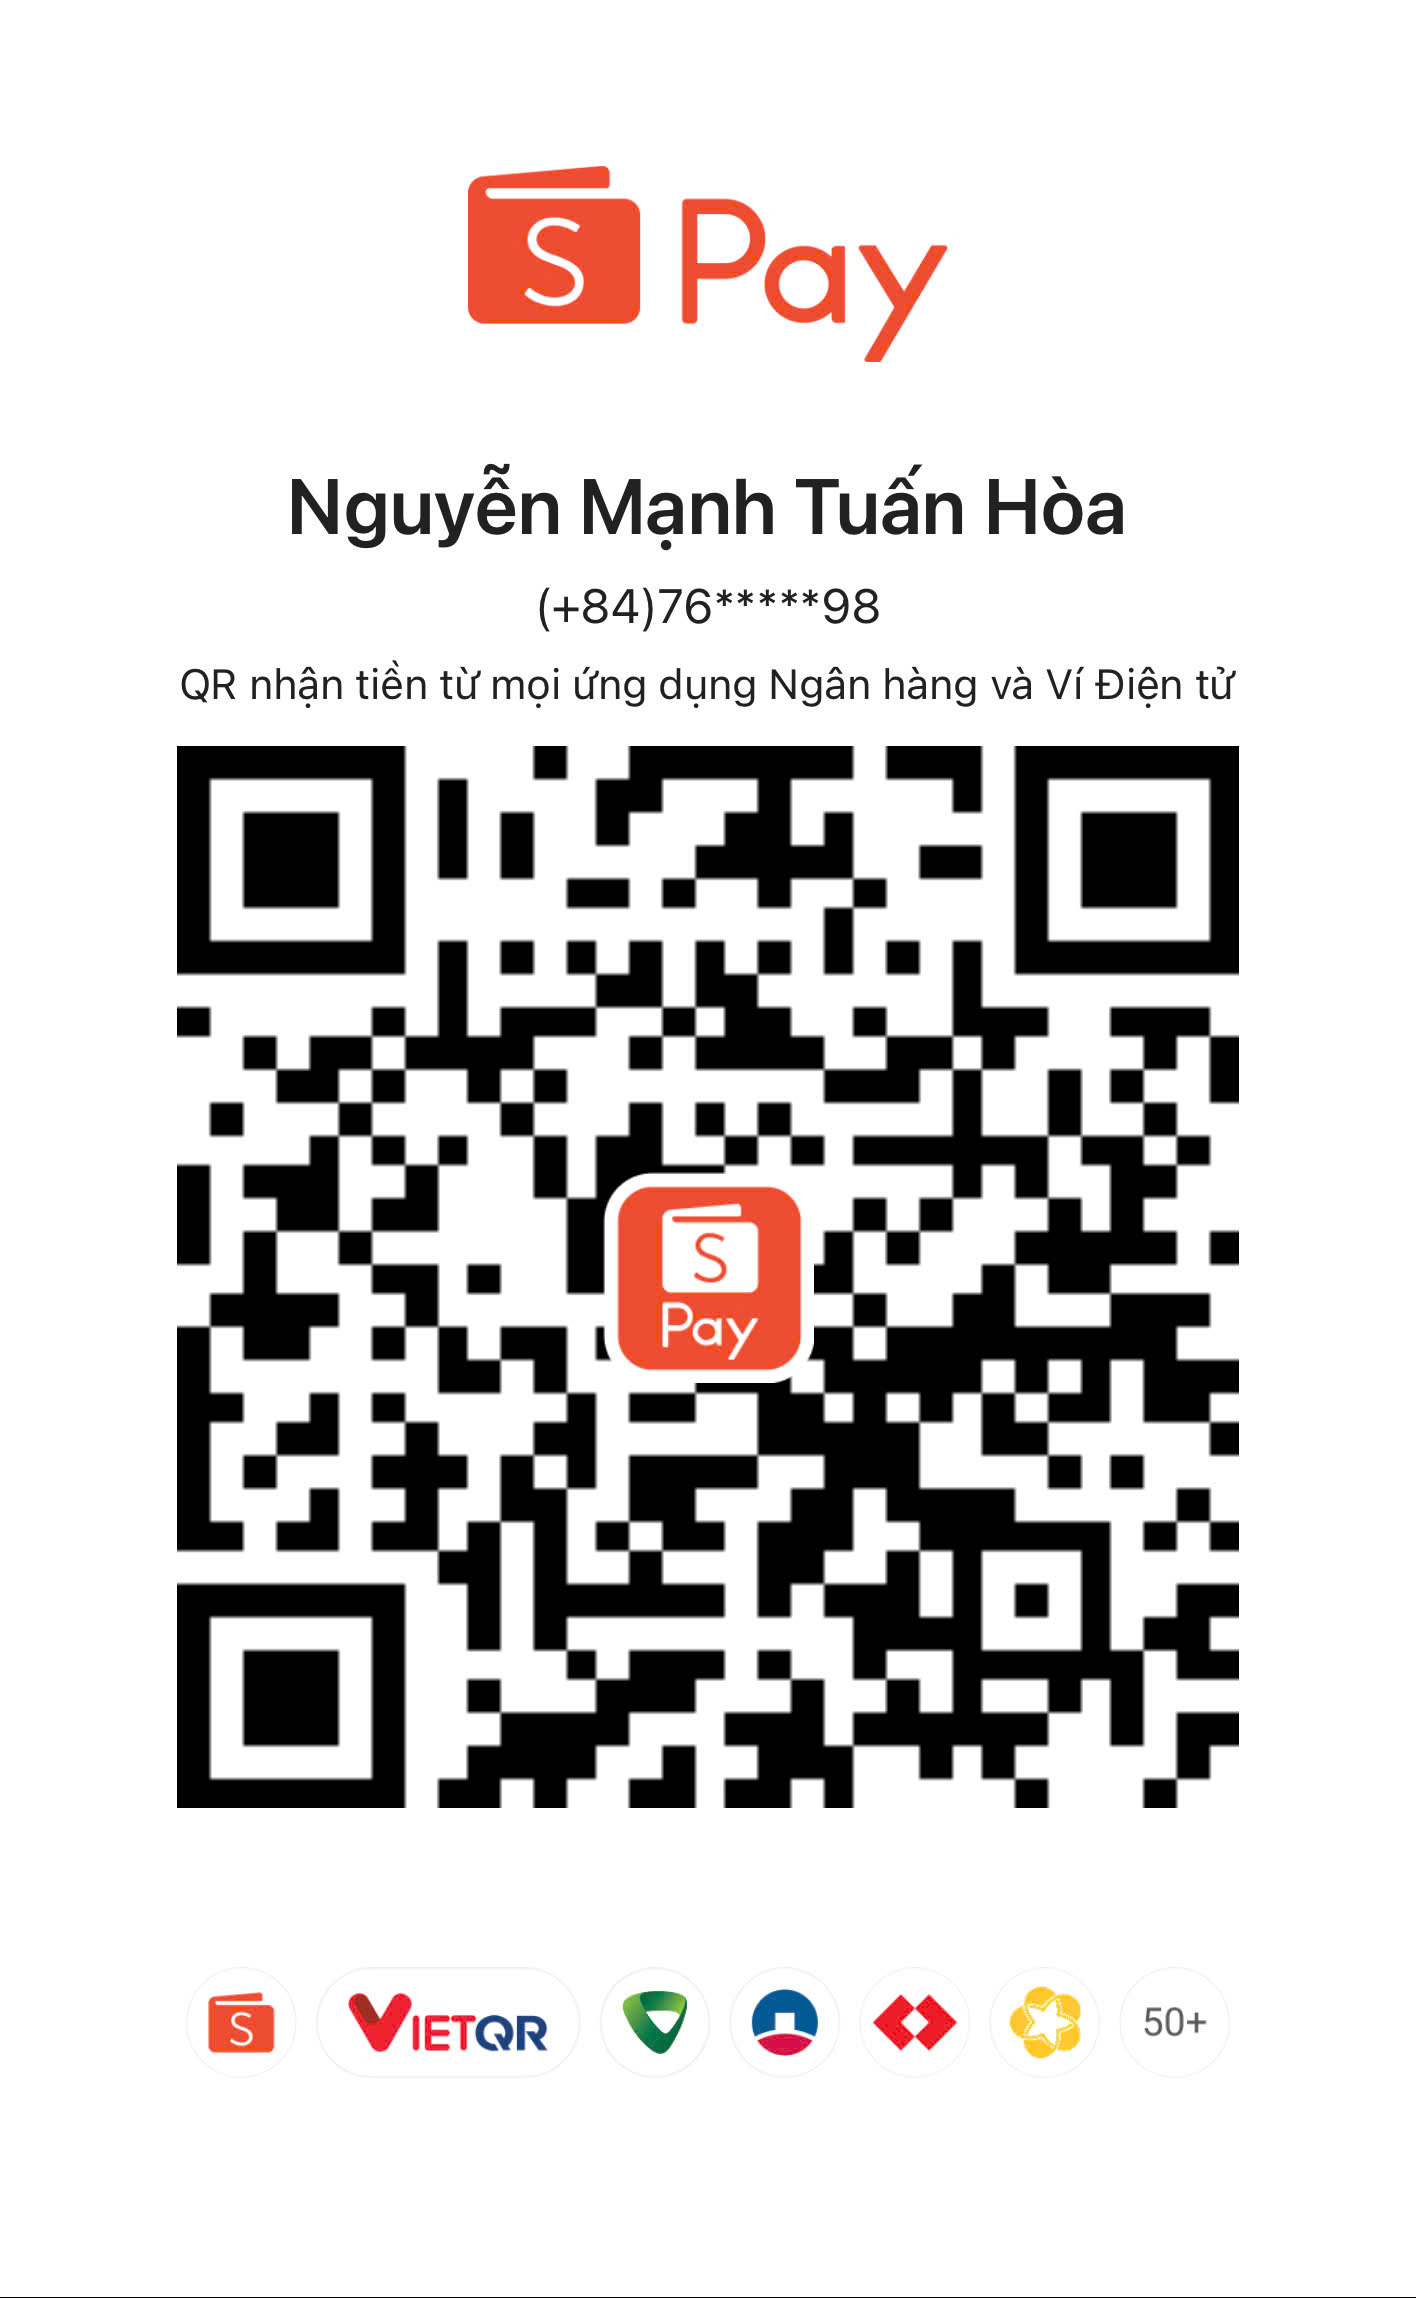 S Pay
Nguyễn Mạnh Tuấn Hòa
(+84)76*****98
QR nhận tiền từ mọi ứng dụng Ngân hàng và Ví Điện tử
S
Pay
S VIETQR 50+